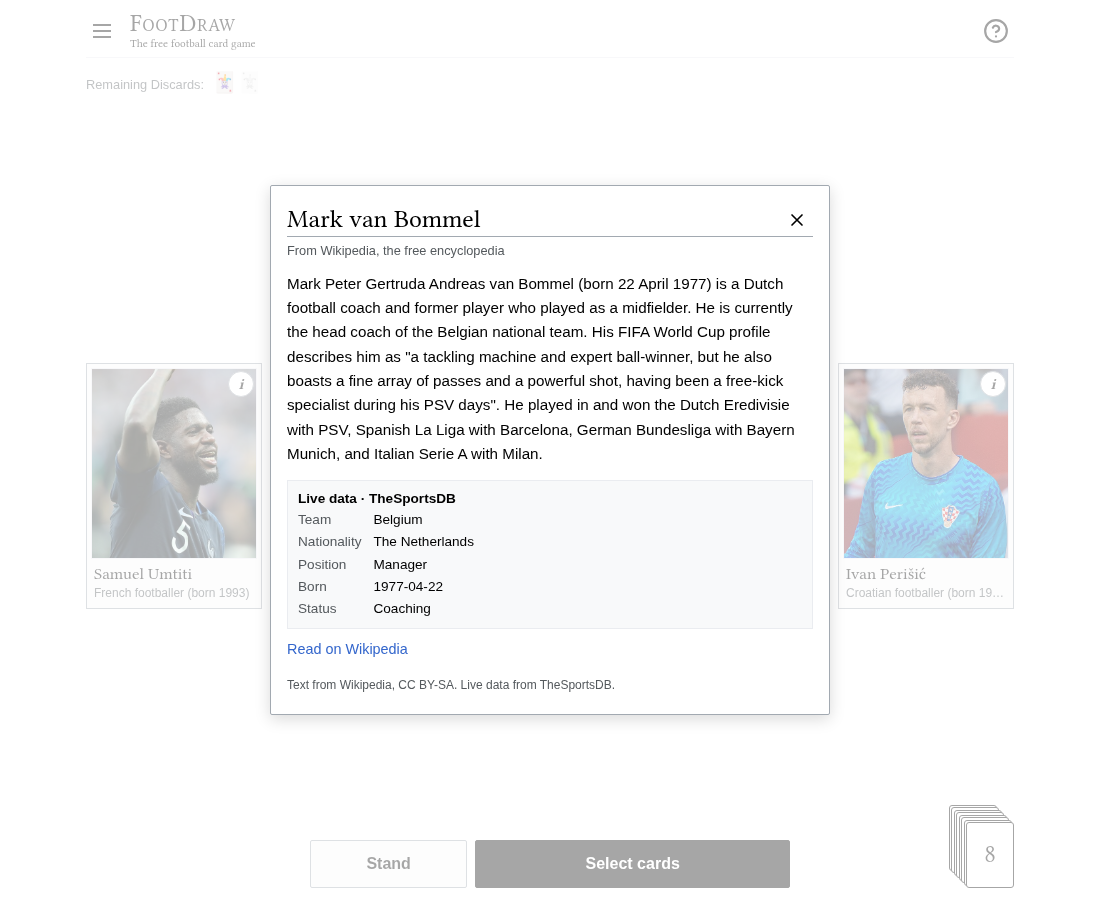 FOOTDRAW
The free football card game
Remaining Discards:
Mark van Bommel
From Wikipedia, the free encyclopedia
Mark Peter Gertruda Andreas van Bommel (born 22 April 1977) is a Dutch
football coach and former player who played as a midfielder. He is currently
the head coach of the Belgian national team. His FIFA World Cup profile
describes him as "a tackling machine and expert ball-winner, but he also
boasts a fine array of passes and a powerful shot, having been a free-kick
specialist during his PSV days". He played in and won the Dutch Eredivisie
with PSV, Spanish La Liga with Barcelona, German Bundesliga with Bayern
Munich, and Italian Serie A with Milan.
Live data · TheSportsDB
Team Belgium
Nationality The Netherlands
Position Manager
Born 1977-04-22
Status Coaching
Read on Wikipedia
Text from Wikipedia, CC BY-SA. Live data from TheSportsDB.
i
5
Samuel Umtiti
French footballer (born 1993)
i
Ivan Perišić
Croatian footballer (born 19…
Stand
Select cards
8